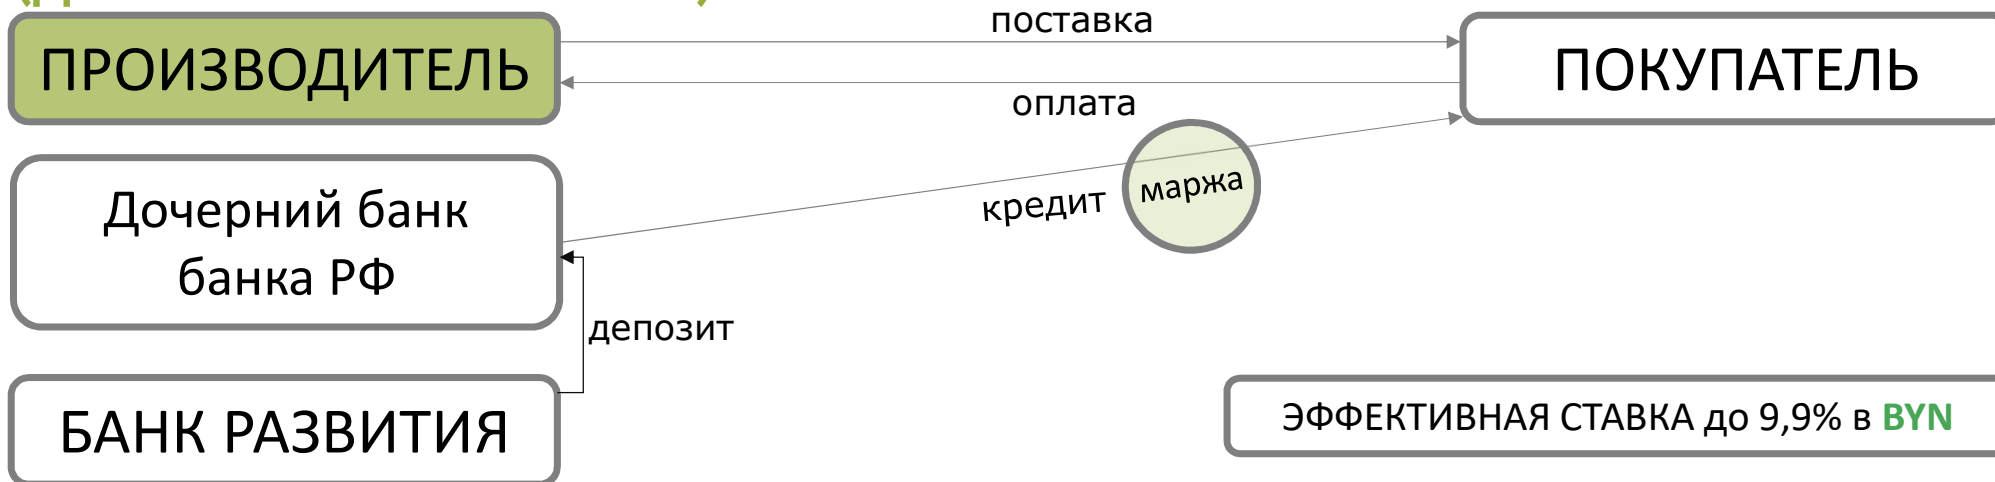 поставка
ПРОИЗВОДИТЕЛЬ
ПОКУПАТЕЛЬ
оплата
маржа
кредит
Дочерний банк
банка РФ
депозит
БАНК РАЗВИТИЯ
ЭФФЕКТИВНАЯ СТАВКА до 9,9% в BYN